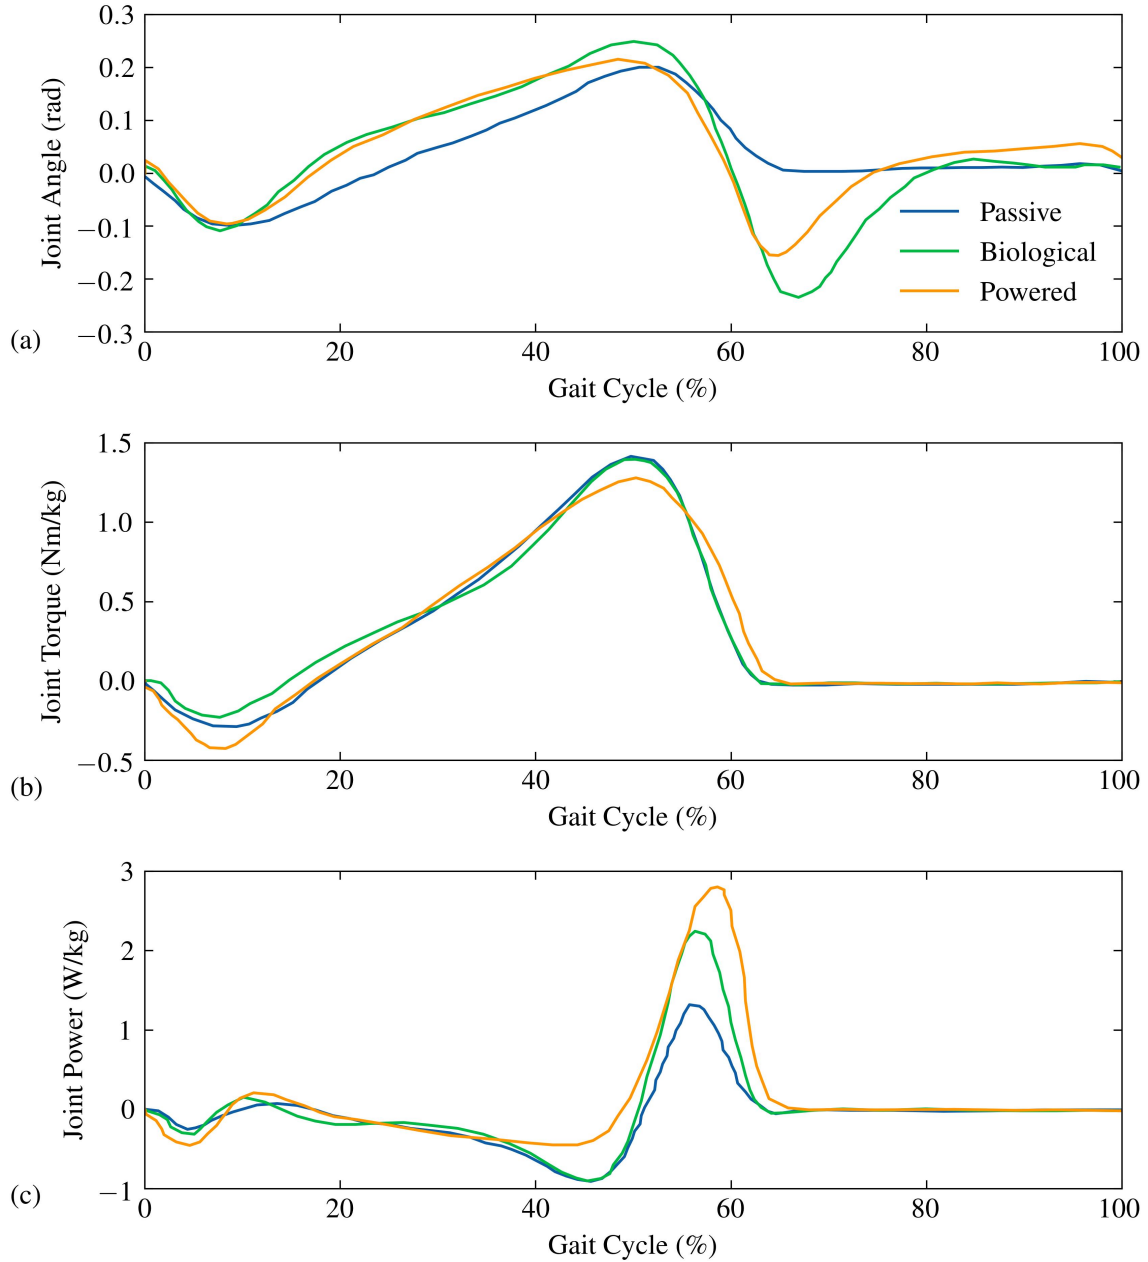 0.3
0.2
0.1
0.0
−0.1
−0.2
−0.3
Joint Angle (rad)
Passive
Biological
Powered
(a)
0 20 40 60 80 100
Gait Cycle (%)
1.5
1.0
0.5
0.0
−0.5
Joint Torque (Nm/kg)
(b)
0 20 40 60 80 100
Gait Cycle (%)
3
2
1
0
−1
Joint Power (W/kg)
(c)
0 20 40 60 80 100
Gait Cycle (%)